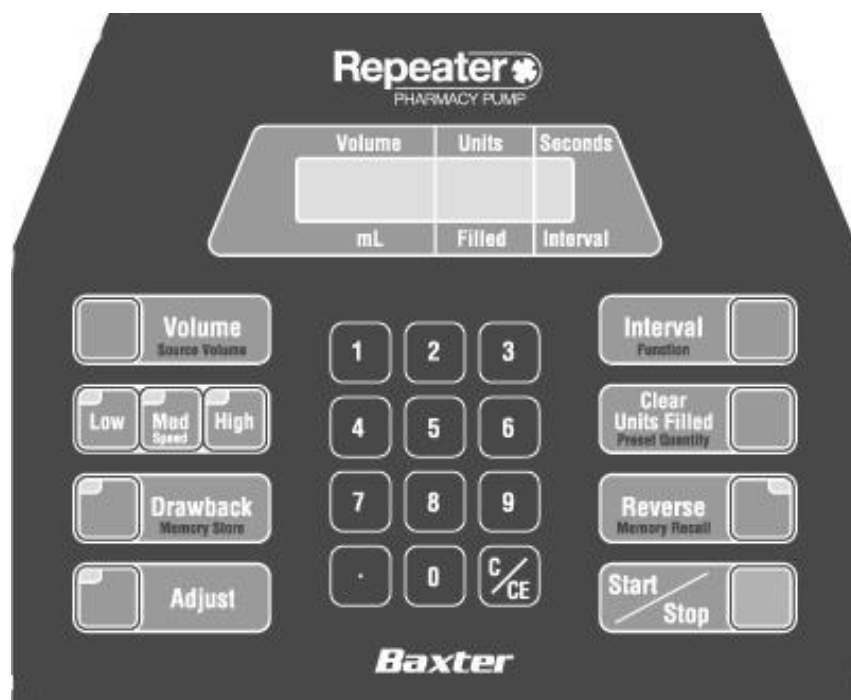 Repeater
PHARMACY PUMP
Volume Units Seconds
mL Filled Interval
Volume
Source Volume
Low
Med
Speed
High
Drawback
Memory Store
Adjust
1 2 3
4 5 6
7 8 9
. 0 C/CE
Interval
Function
Clear
Units Filled
Preset Quantity
Reverse
Memory Recall
Start
Stop
Baxter